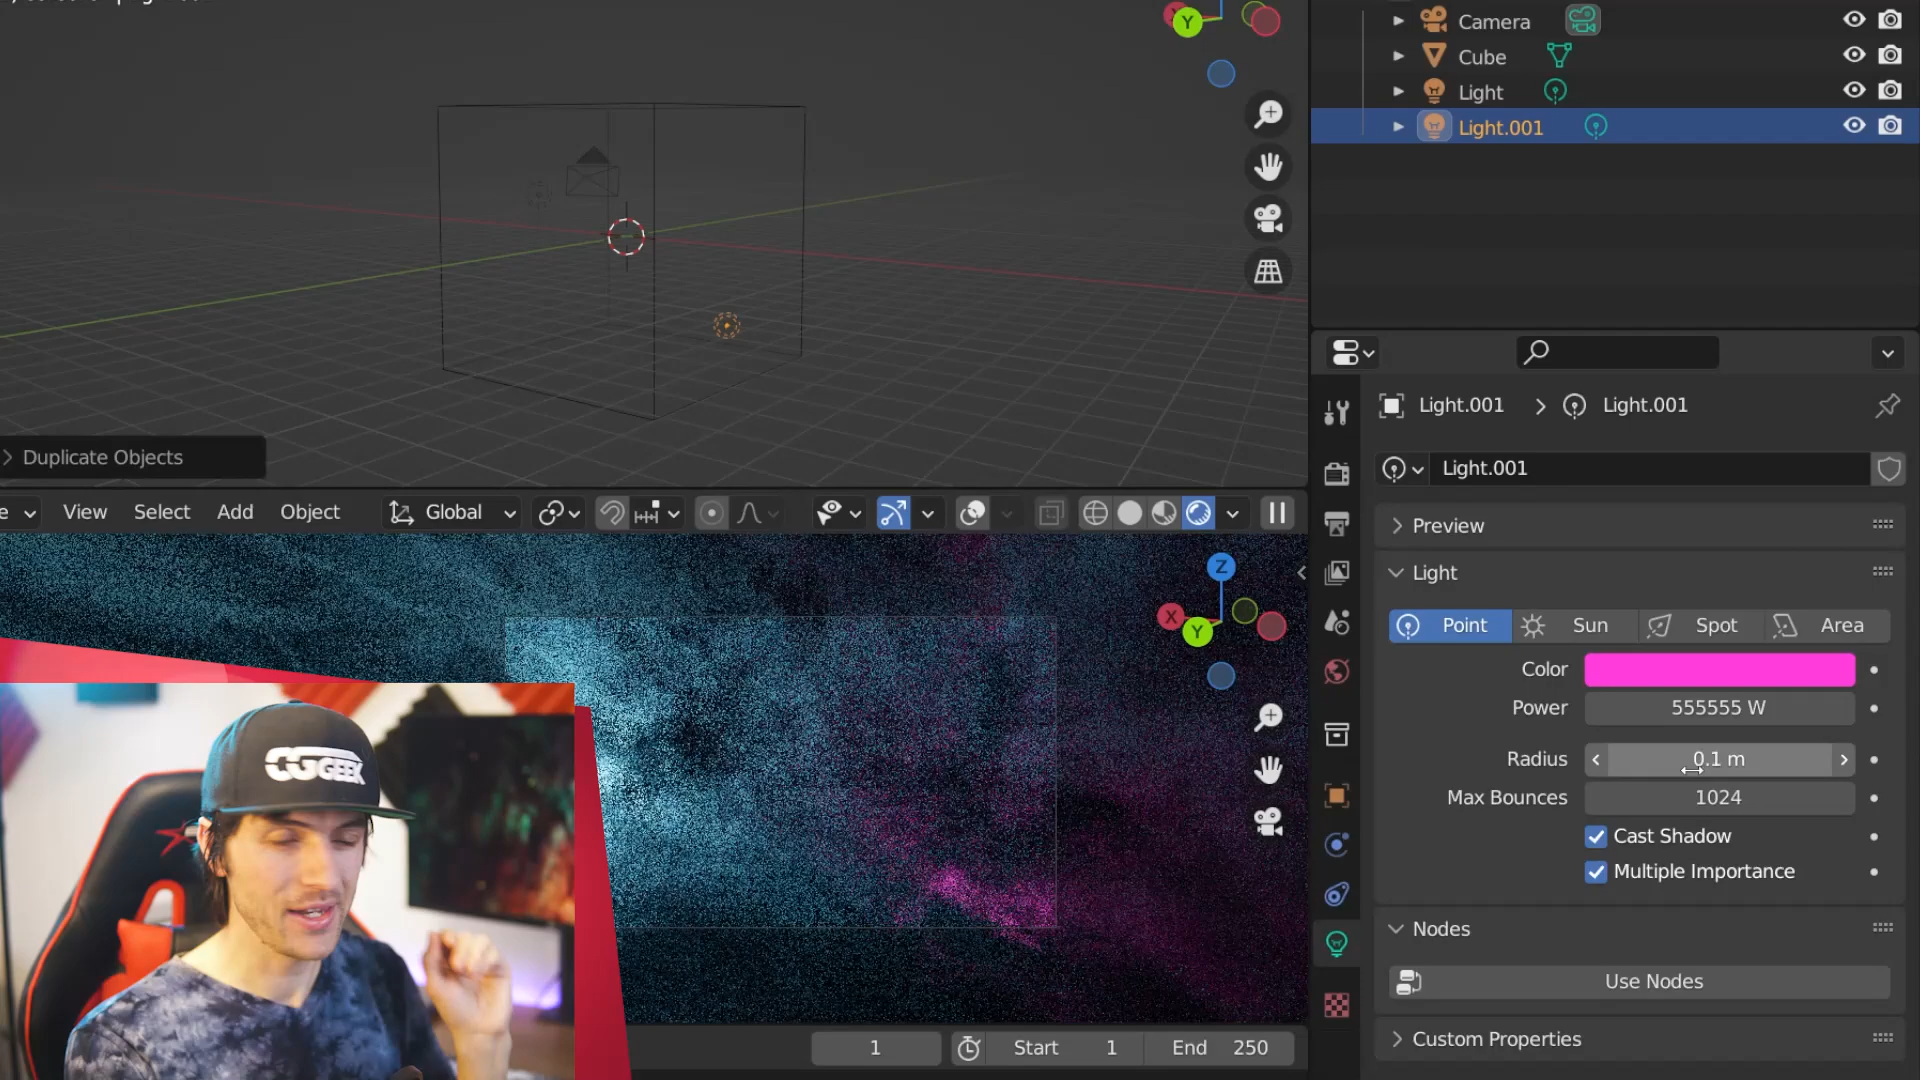 Camera
Cube
Light
Light.001
Y
Light.001 > Light.001
Light.001
Duplicate Objects
e View Select Add Object Global
Preview
Light
Point Sun Spot Area
Color
Power 555555 W
Radius 0.1 m
Max Bounces 1024
Cast Shadow
Multiple Importance
Nodes
Use Nodes
Custom Properties
Z
X
Y
CGGEEK
1 Start 1 End 250